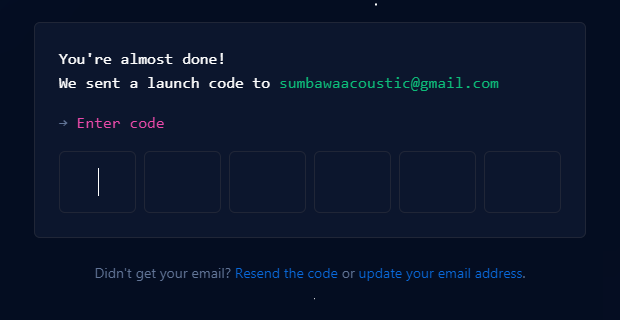 You're almost done!
We sent a launch code to sumbawaacoustic@gmail.com
→ Enter code
Didn't get your email? Resend the code or update your email address.